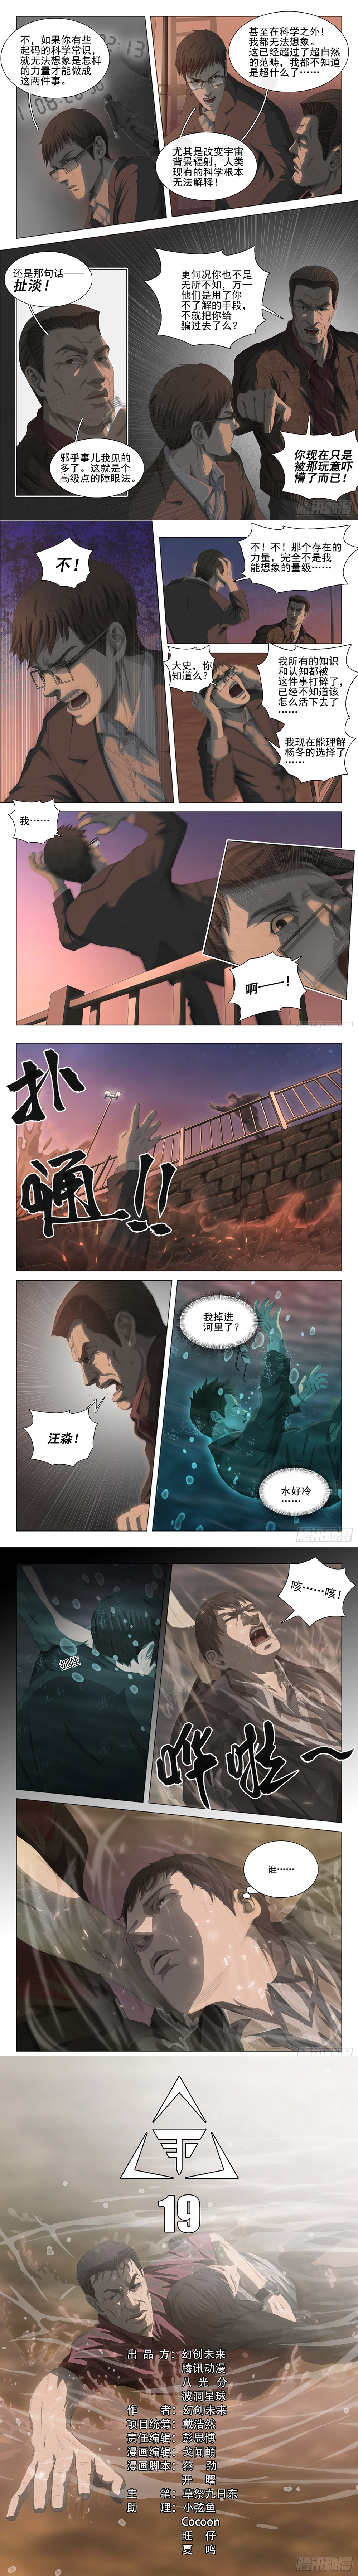 不，如果你有些
起码的科学常识，
就无法想象是怎样
的力量才能做成
这两件事。
甚至在科学之外！
我都无法想象。
这已经超过了超自然
的范畴，我都不知道
是超什么了……
尤其是改变宇宙
背景辐射，人类
现有的科学根本
无法解释！
还是那句话——
扯淡！
更何况你也不是
无所不知，万一
他们是用了你
不了解的手段，
不就把你给
骗过去了么？
邪乎事儿我见的
多了。这就是个
高级点的障眼法。
你现在只是
被那玩意吓
懵了而已！
腾讯动漫
不！
不！不！那个存在的
力量，完全不是我
能想象的量级……
大史，你
知道么？
我所有的知识
和认知都被
这件事打碎了，
已经不知道该
怎么活下去了
……
我现在能理解
杨冬的选择了
……
我……
啊——！
扑
通——!!
汪淼！
我掉进
河里了？
水好冷
……
腾讯动漫
抓住
咳……咳！
哗啦～
谁……
19
出品方：幻创未来
腾讯动漫
八光分
波洞星球
作者：幻创未来
项目统筹：戴浩然
责任编辑：彭思博
漫画编辑：戈闻頔
漫画脚本：蔡劲
开曙
主笔：草祭九日东
助理：小弦鱼
Cocoon
旺仔
夏鸣
腾讯动漫